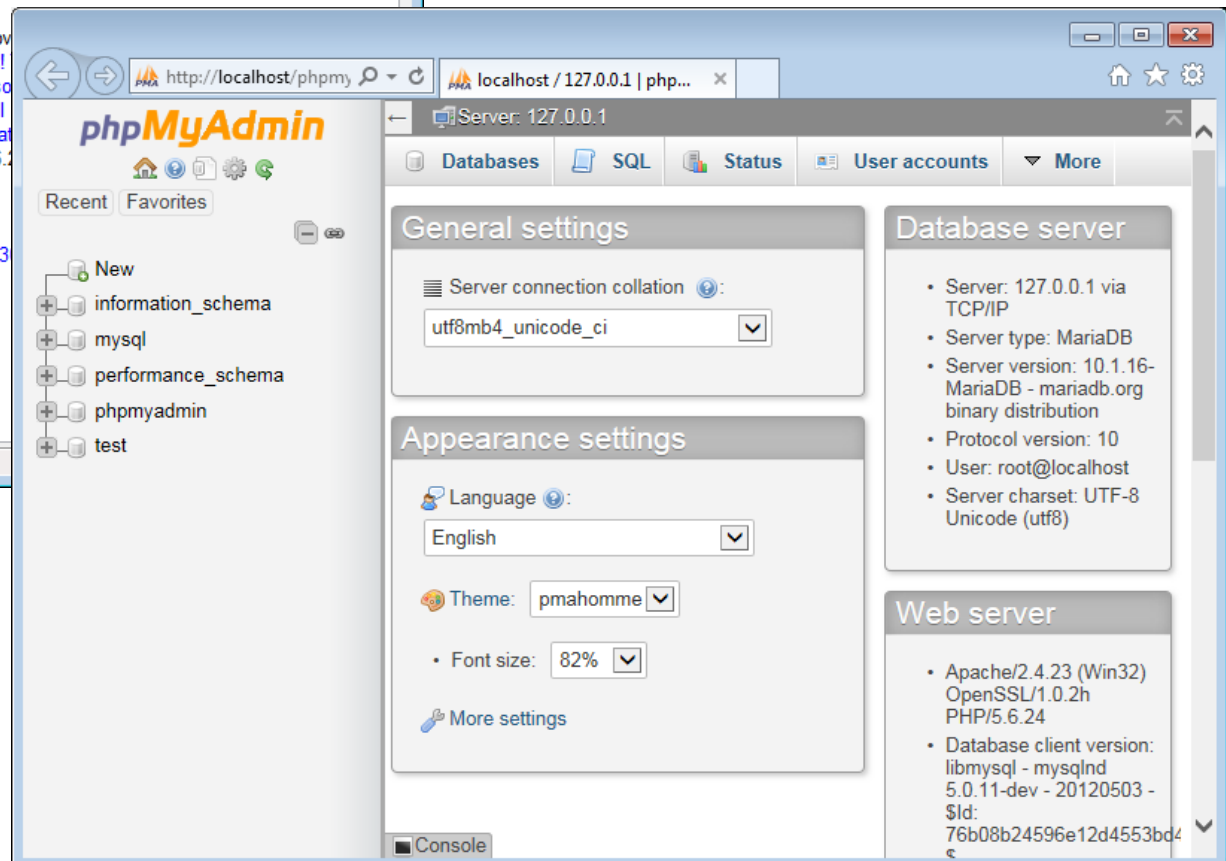 http://localhost/phpmy
localhost / 127.0.0.1 | php...
phpMyAdmin
Recent
Favorites
New
information_schema
mysql
performance_schema
phpmyadmin
test
Server: 127.0.0.1
Databases
SQL
Status
User accounts
More
General settings
Server connection collation :
utf8mb4_unicode_ci
Appearance settings
Language :
English
Theme: pmahomme
• Font size: 82%
More settings
Database server
• Server: 127.0.0.1 via
TCP/IP
• Server type: MariaDB
• Server version: 10.1.16-
MariaDB - mariadb.org
binary distribution
• Protocol version: 10
• User: root@localhost
• Server charset: UTF-8
Unicode (utf8)
Web server
• Apache/2.4.23 (Win32)
OpenSSL/1.0.2h
PHP/5.6.24
• Database client version:
libmysql - mysqlnd
5.0.11-dev - 20120503 -
$Id:
76b08b24596e12d4553bd4
Console